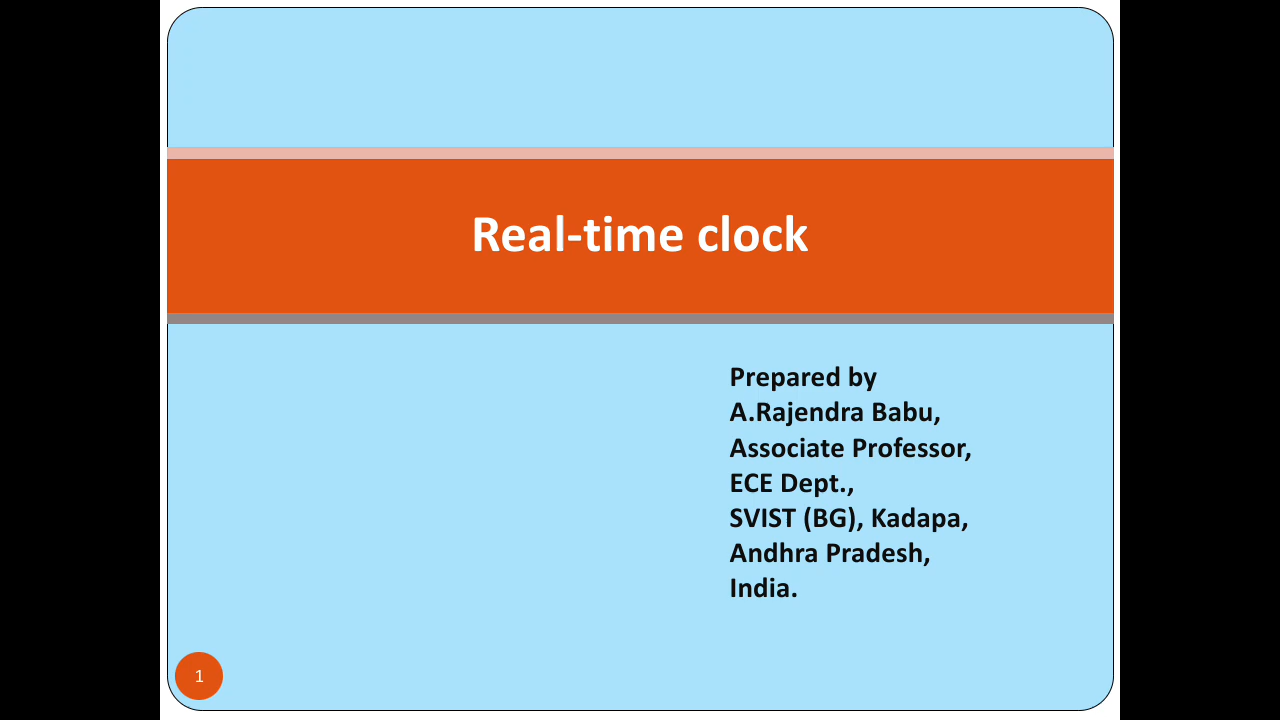 Real-time clock
Prepared by
A.Rajendra Babu,
Associate Professor,
ECE Dept.,
SVIST (BG), Kadapa,
Andhra Pradesh,
India.
1